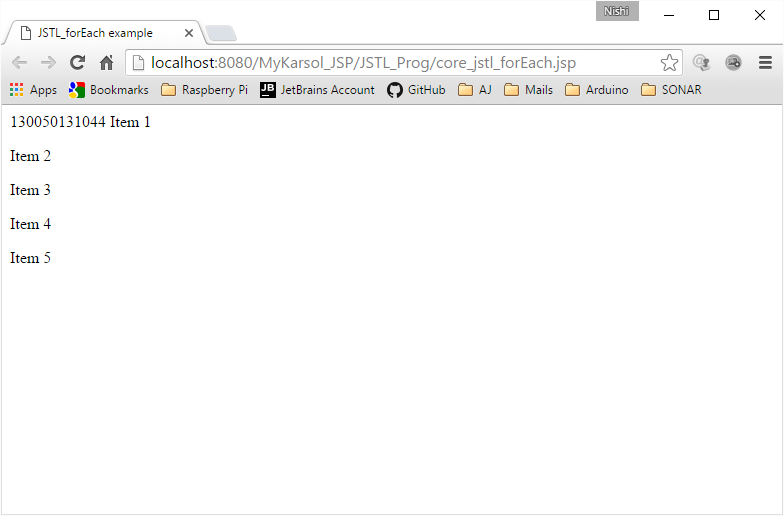 Nishi
JSTL_forEach example
localhost:8080/MyKarsol_JSP/JSTL_Prog/core_jstl_forEach.jsp
Apps Bookmarks Raspberry Pi JB JetBrains Account GitHub AJ Mails Arduino SONAR
130050131044 Item 1
Item 2
Item 3
Item 4
Item 5